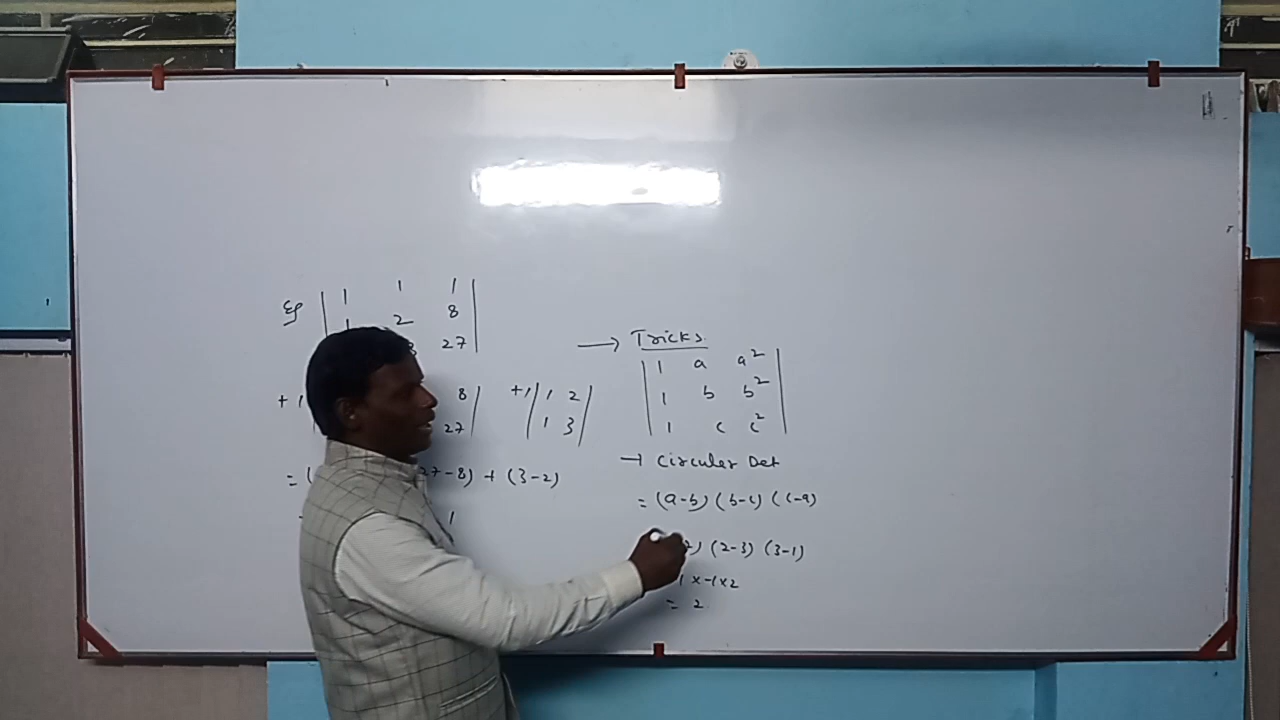 Eg | 1 1 1 |
| 1 2 8 |
27 |
+1 8 | +1 | 1 2 |
27 | | 1 3 |
= ( 27-8) + (3-2)
1
→ Tricks
| 1 a a² |
| 1 b b² |
| 1 c c² |
→ Circular Det
= (a-b) (b-c) (c-a)
2) (2-3) (3-1)
1 x -1 x 2
= 2